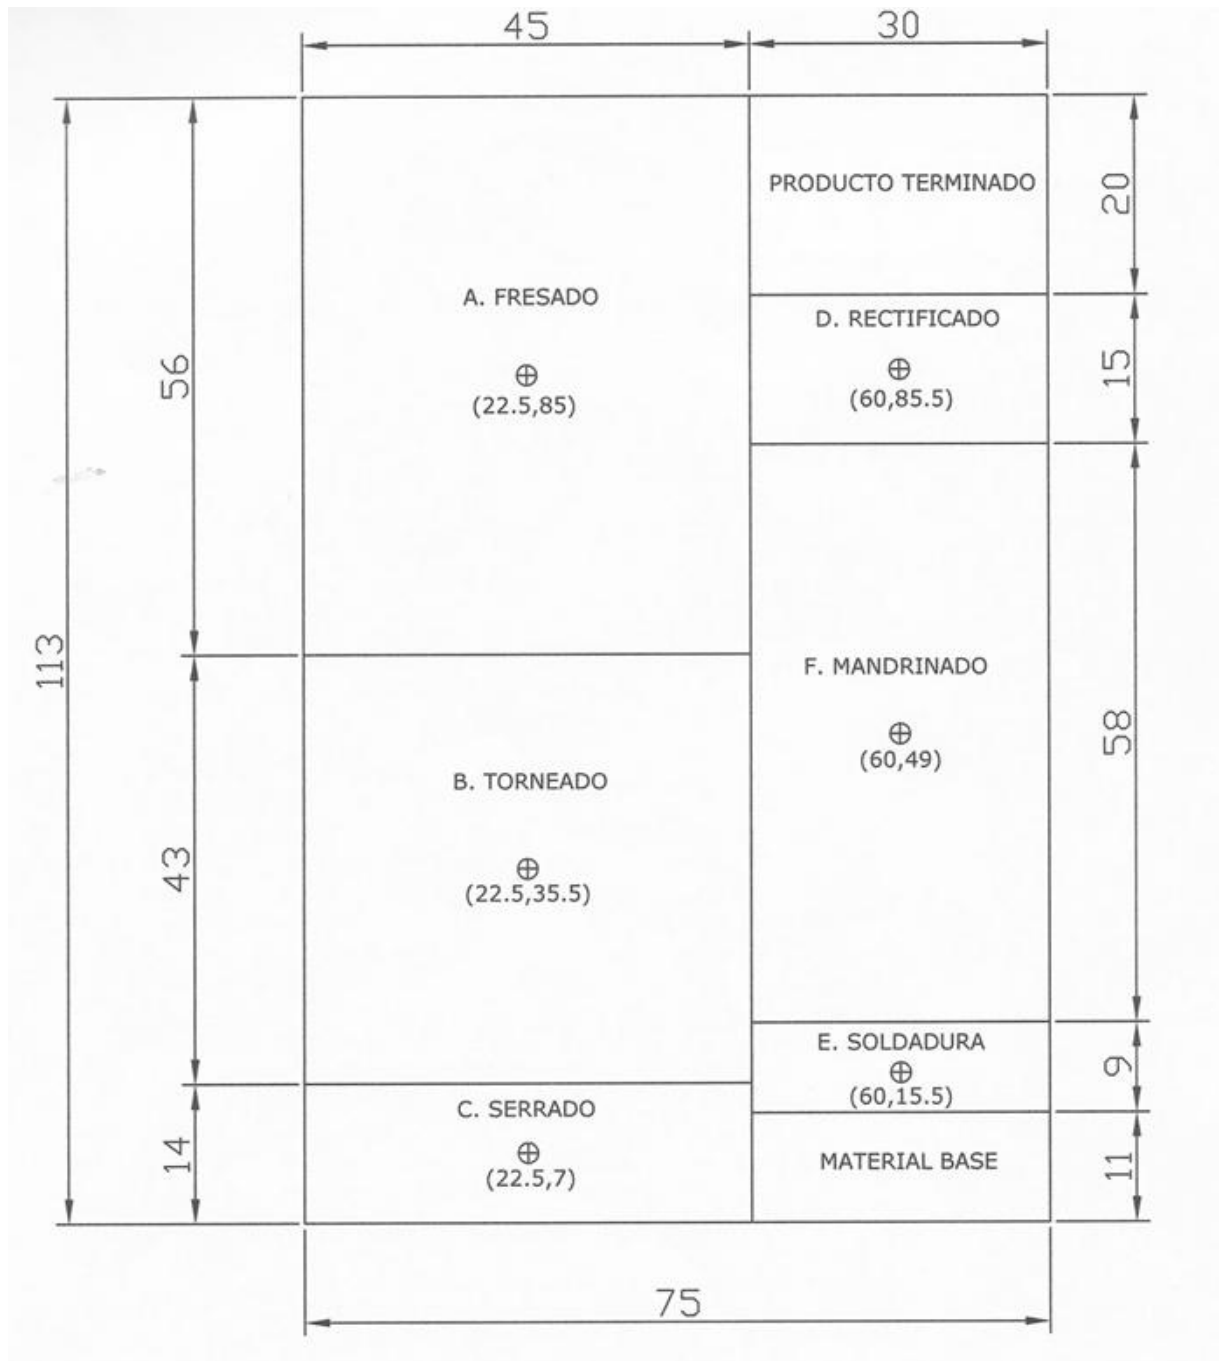 45
30
PRODUCTO TERMINADO
20
A. FRESADO
(22.5,85)
D. RECTIFICADO
(60,85.5)
15
56
113
F. MANDRINADO
(60,49)
58
B. TORNEADO
(22.5,35.5)
43
E. SOLDADURA
(60,15.5)
9
C. SERRADO
(22.5,7)
14
MATERIAL BASE
11
75